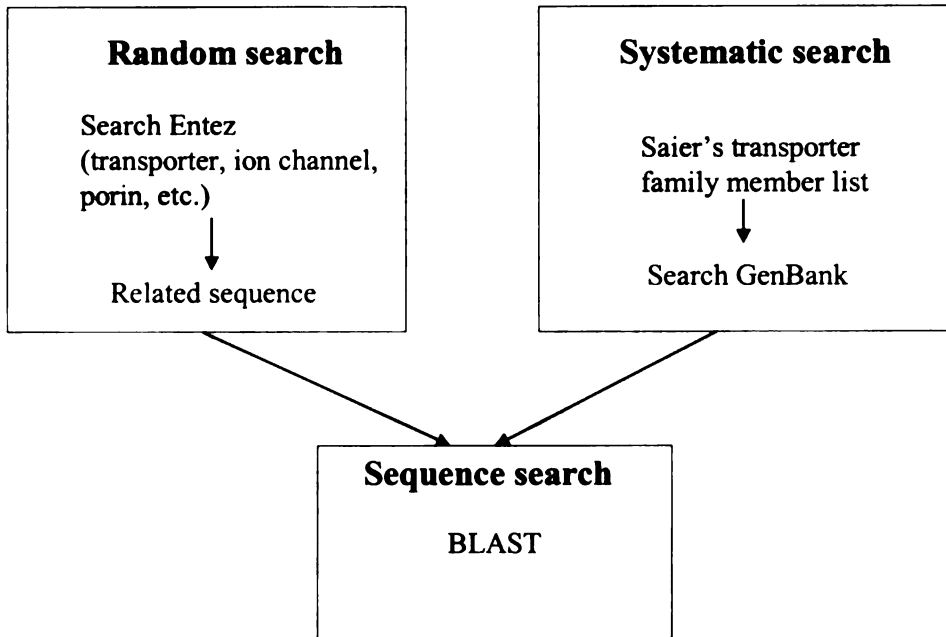 Random search
Search Entez
(transporter, ion channel,
porin, etc.)
Related sequence
Systematic search
Saier's transporter
family member list
Search GenBank
Sequence search
BLAST